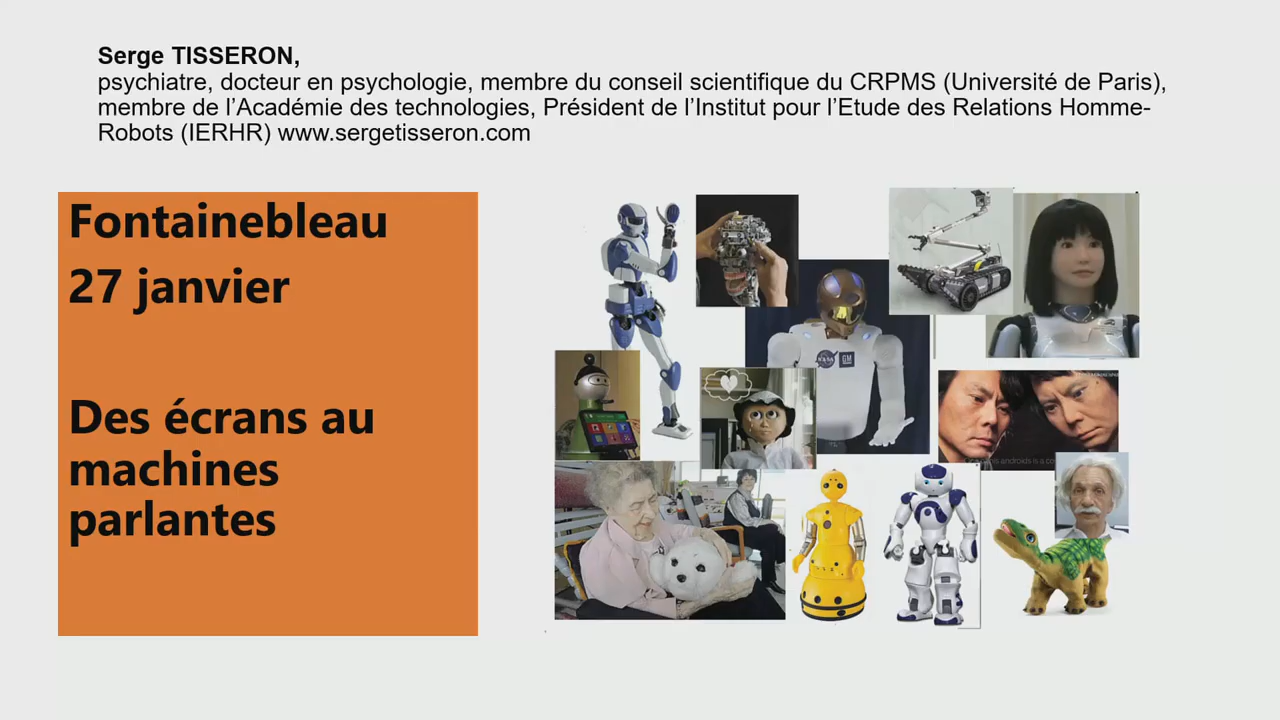 Serge TISSERON,
psychiatre, docteur en psychologie, membre du conseil scientifique du CRPMS (Université de Paris),
membre de l’Académie des technologies, Président de l’Institut pour l’Etude des Relations Homme-
Robots (IERHR) www.sergetisseron.com
Fontainebleau
27 janvier
Des écrans au
machines
parlantes
NASA
GM